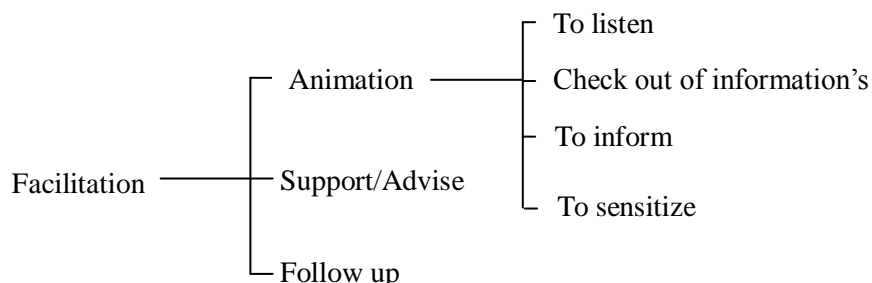 To listen
Animation
Check out of information's
To inform
Facilitation
Support/Advise
To sensitize
Follow up